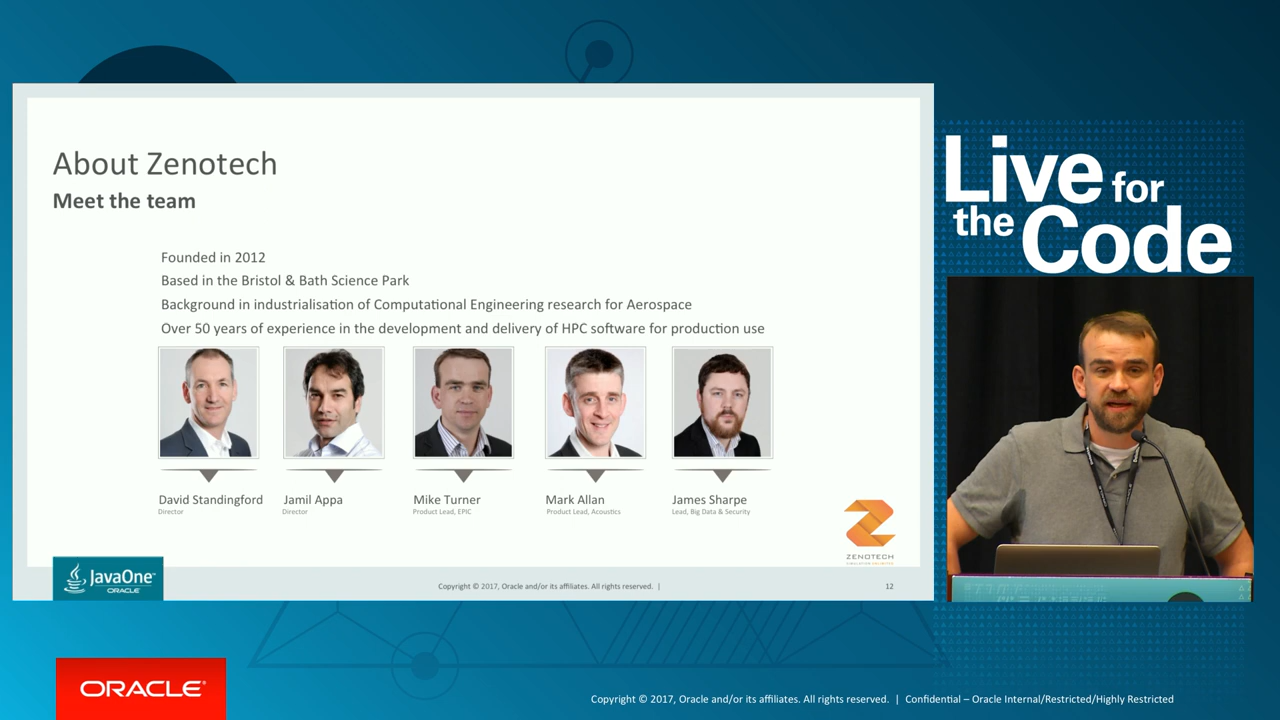 About Zenotech
Meet the team
Founded in 2012
Based in the Bristol & Bath Science Park
Background in industrialisation of Computational Engineering research for Aerospace
Over 50 years of experience in the development and delivery of HPC software for production use
David Standingford
Director
Jamil Appa
Director
Mike Turner
Product Lead, EPIC
Mark Allan
Product Lead, Acoustics
James Sharpe
Lead, Big Data & Security
ZENOTECH
JavaOne™
ORACLE®
Copyright © 2017, Oracle and/or its affiliates. All rights reserved. |
12
Live for
the Code
ORACLE®
Copyright © 2017, Oracle and/or its affiliates. All rights reserved. | Confidential – Oracle Internal/Restricted/Highly Restricted